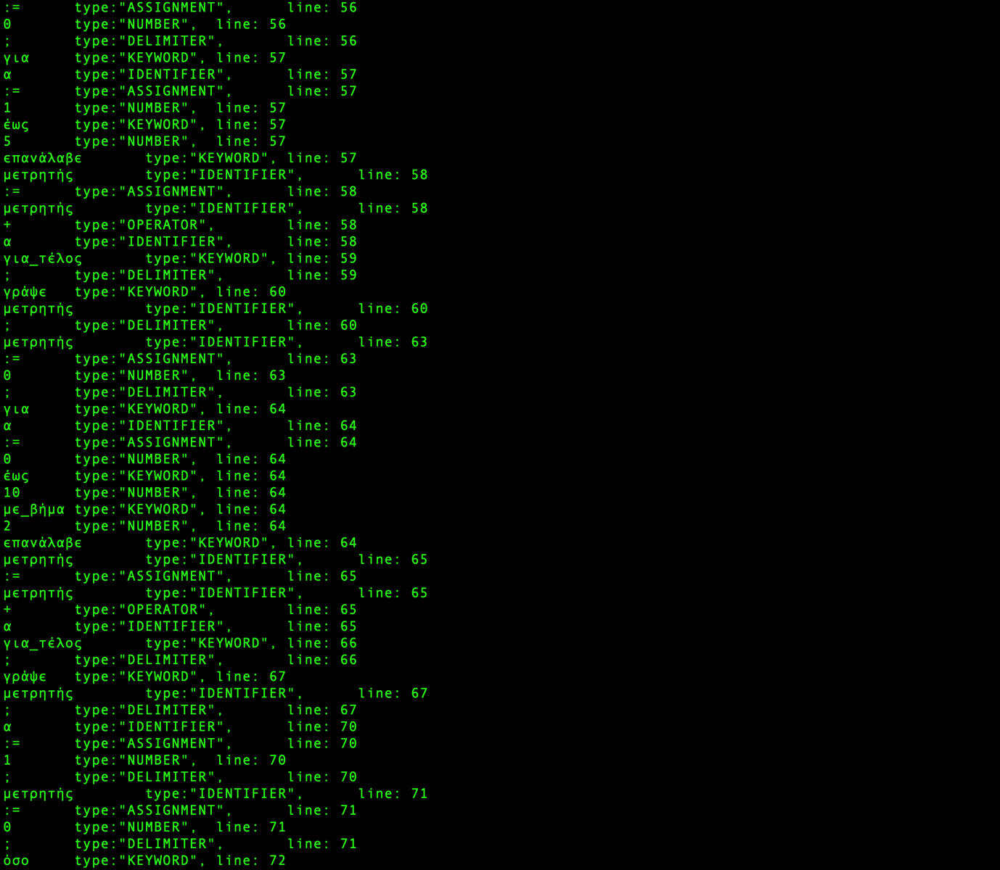 := type:"ASSIGNMENT", line: 56
0 type:"NUMBER", line: 56
; type:"DELIMITER", line: 56
για type:"KEYWORD", line: 57
α type:"IDENTIFIER", line: 57
:= type:"ASSIGNMENT", line: 57
1 type:"NUMBER", line: 57
έως type:"KEYWORD", line: 57
5 type:"NUMBER", line: 57
επανάλαβε type:"KEYWORD", line: 57
μετρητής type:"IDENTIFIER", line: 58
:= type:"ASSIGNMENT", line: 58
μετρητής type:"IDENTIFIER", line: 58
+ type:"OPERATOR", line: 58
α type:"IDENTIFIER", line: 58
για_τέλος type:"KEYWORD", line: 59
; type:"DELIMITER", line: 59
γράψε type:"KEYWORD", line: 60
μετρητής type:"IDENTIFIER", line: 60
; type:"DELIMITER", line: 60
μετρητής type:"IDENTIFIER", line: 63
:= type:"ASSIGNMENT", line: 63
0 type:"NUMBER", line: 63
; type:"DELIMITER", line: 63
για type:"KEYWORD", line: 64
α type:"IDENTIFIER", line: 64
:= type:"ASSIGNMENT", line: 64
0 type:"NUMBER", line: 64
έως type:"KEYWORD", line: 64
10 type:"NUMBER", line: 64
με_βήμα type:"KEYWORD", line: 64
2 type:"NUMBER", line: 64
επανάλαβε type:"KEYWORD", line: 64
μετρητής type:"IDENTIFIER", line: 65
:= type:"ASSIGNMENT", line: 65
μετρητής type:"IDENTIFIER", line: 65
+ type:"OPERATOR", line: 65
α type:"IDENTIFIER", line: 65
για_τέλος type:"KEYWORD", line: 66
; type:"DELIMITER", line: 66
γράψε type:"KEYWORD", line: 67
μετρητής type:"IDENTIFIER", line: 67
; type:"DELIMITER", line: 67
α type:"IDENTIFIER", line: 70
:= type:"ASSIGNMENT", line: 70
1 type:"NUMBER", line: 70
; type:"DELIMITER", line: 70
μετρητής type:"IDENTIFIER", line: 71
:= type:"ASSIGNMENT", line: 71
0 type:"NUMBER", line: 71
; type:"DELIMITER", line: 71
όσο type:"KEYWORD", line: 72